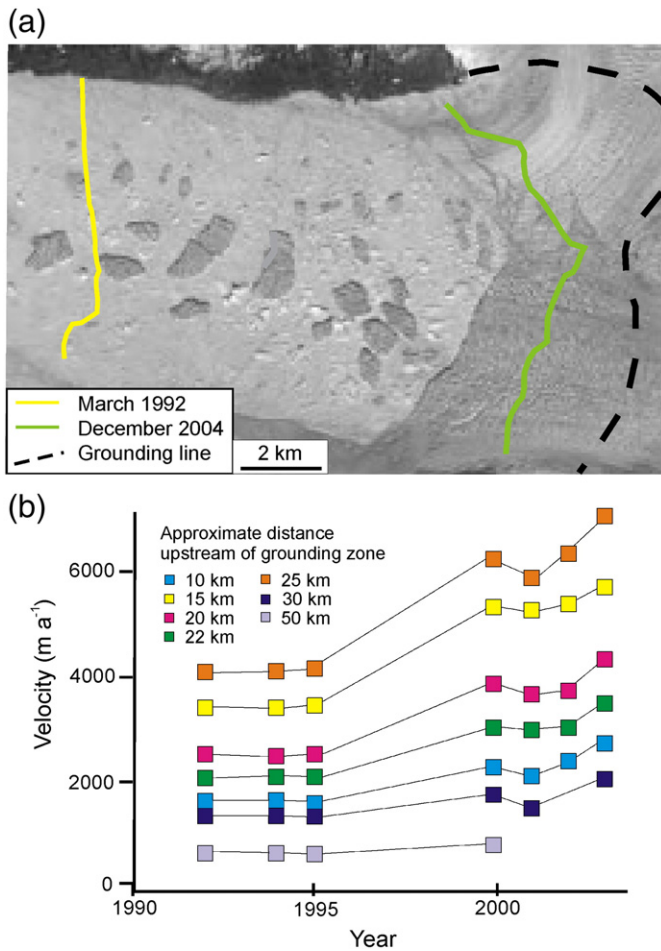 (a)
March 1992
December 2004
Grounding line
2 km
(b)
Approximate distance
upstream of grounding zone
10 km 25 km
15 km 30 km
20 km 50 km
22 km
Velocity (m a⁻¹)
6000
4000
2000
0
1990 1995 2000
Year